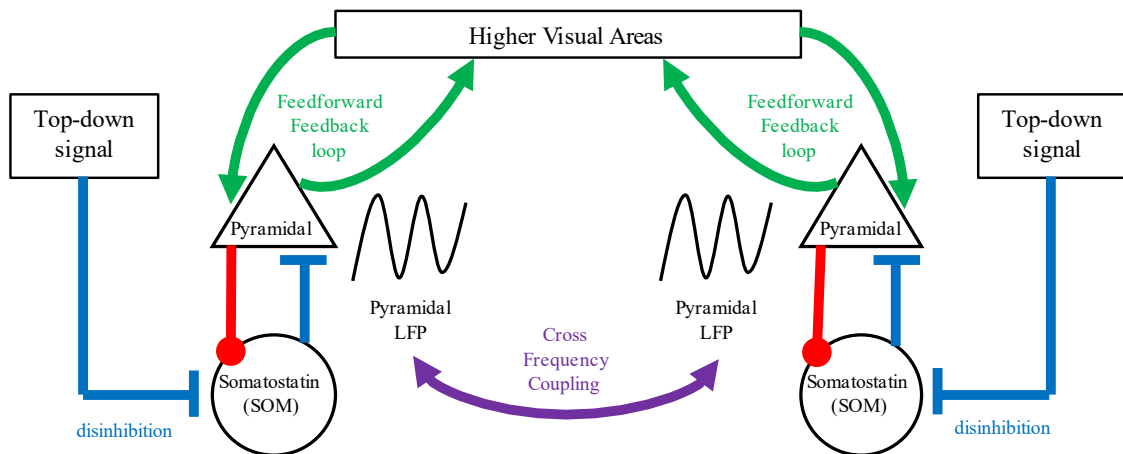 Higher Visual Areas
Top-down
signal
Feedforward
Feedback
loop
Feedforward
Feedback
loop
Top-down
signal
Pyramidal
Pyramidal
Pyramidal
LFP
Pyramidal
LFP
Cross
Frequency
Coupling
Somatostatin
(SOM)
Somatostatin
(SOM)
disinhibition
disinhibition